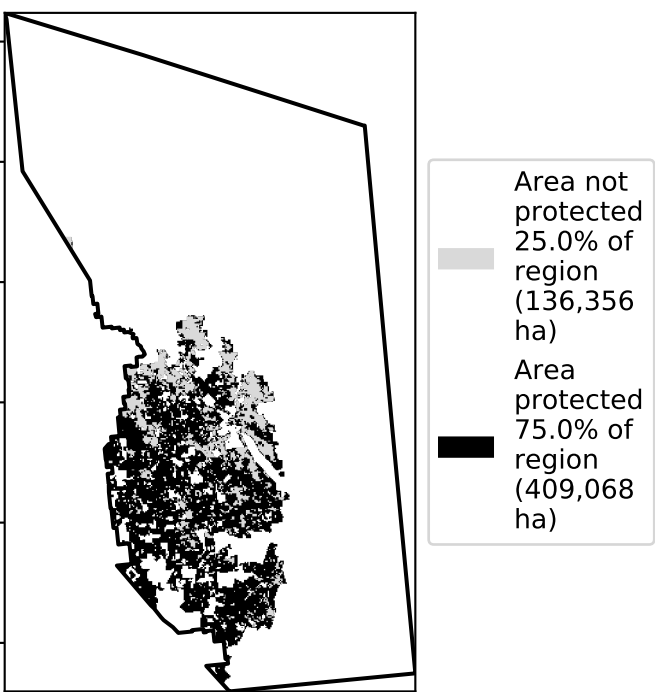 Area not
protected
25.0% of
region
(136,356
ha)
Area
protected
75.0% of
region
(409,068
ha)